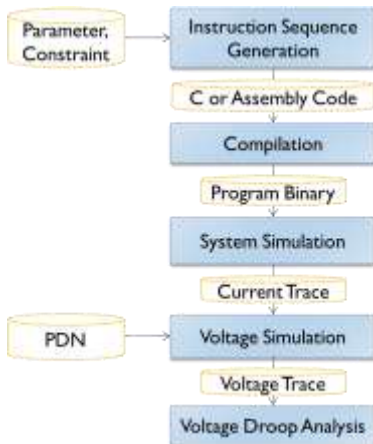 Parameter,
Constraint
Instruction Sequence
Generation
C or Assembly Code
Compilation
Program Binary
System Simulation
Current Trace
PDN
Voltage Simulation
Voltage Trace
Voltage Droop Analysis